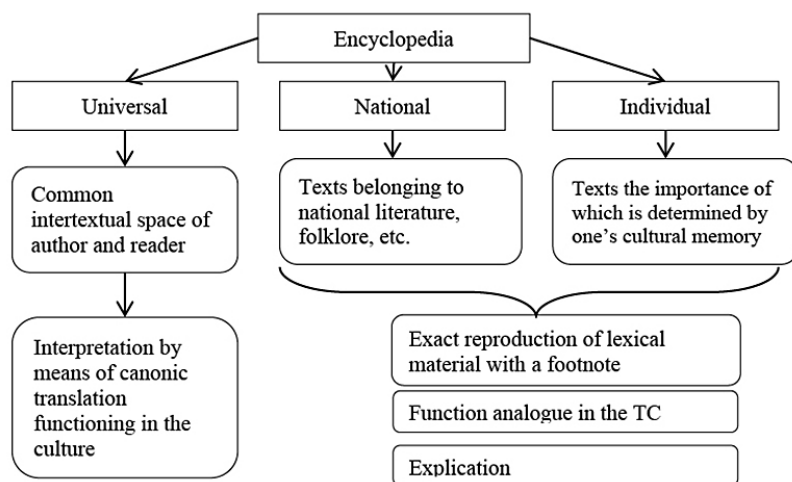 Encyclopedia
Universal
National
Individual
Common
intertextual space of
author and reader
Texts belonging to
national literature,
folklore, etc.
Texts the importance of
which is determined by
one's cultural memory
Interpretation by
means of canonic
translation
functioning in the
culture
Exact reproduction of lexical
material with a footnote
Function analogue in the TC
Explication